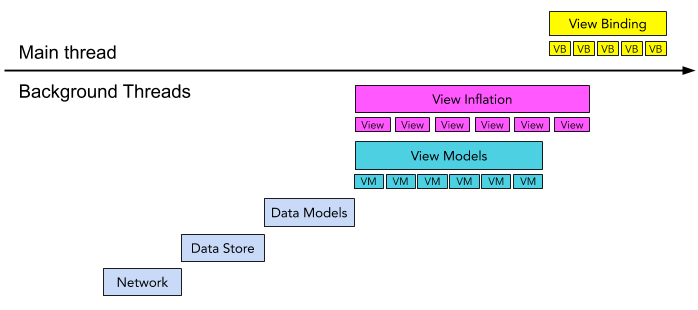 View Binding
VB VB VB VB VB
Main thread
Background Threads
View Inflation
View View View View View View
View Models
VM VM VM VM VM VM
Data Models
Data Store
Network